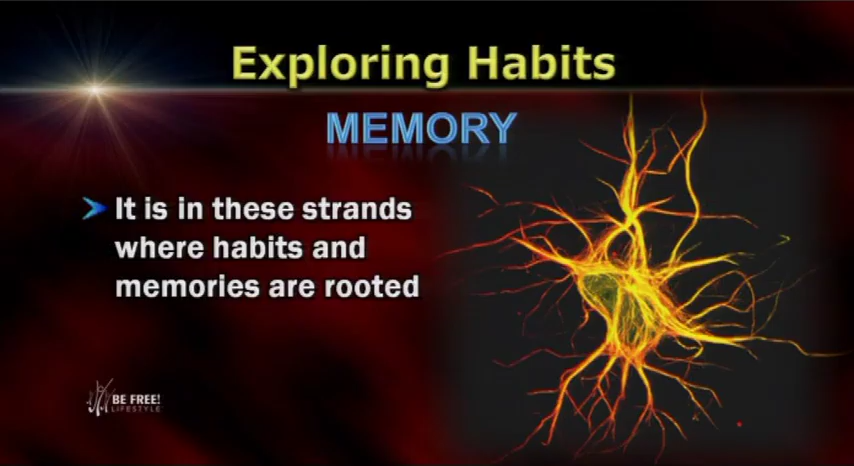 Exploring Habits
MEMORY
It is in these strands
where habits and
memories are rooted
BE FREE!
LIFESTYLE